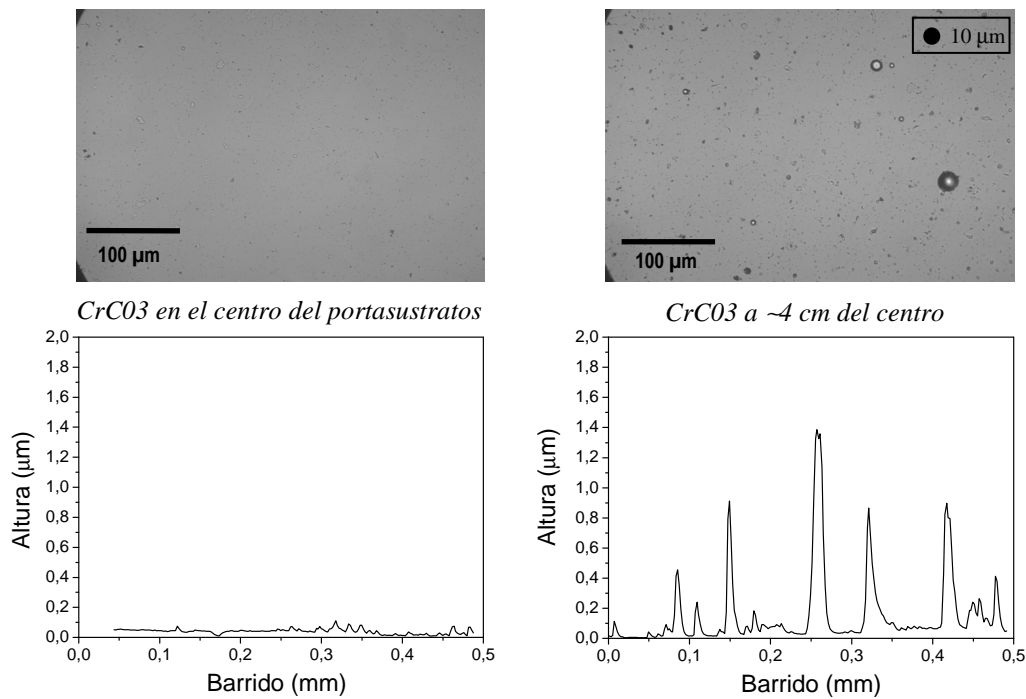 10 µm
100 µm
100 µm
CrC03 en el centro del portasustratos
CrC03 a ~4 cm del centro
2,0
1,8
1,6
1,4
1,2
1,0
0,8
0,6
0,4
0,2
0,0
Altura (µm)
0,0 0,1 0,2 0,3 0,4 0,5
Barrido (mm)
2,0
1,8
1,6
1,4
1,2
1,0
0,8
0,6
0,4
0,2
0,0
Altura (µm)
0,0 0,1 0,2 0,3 0,4 0,5
Barrido (mm)